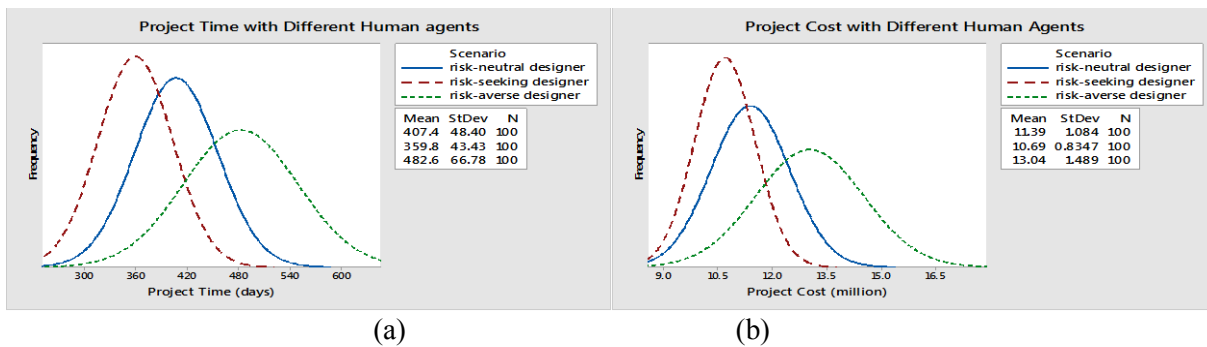 Project Time with Different Human agents
Scenario
risk-neutral designer
risk-seeking designer
risk-averse designer
Mean StDev N
407.4 48.40 100
359.8 43.43 100
482.6 66.78 100
Frequency
300 360 420 480 540 600
Project Time (days)
(a)
Project Cost with Different Human Agents
Scenario
risk-neutral designer
risk-seeking designer
risk-averse designer
Mean StDev N
11.39 1.084 100
10.69 0.8347 100
13.04 1.489 100
Frequency
9.0 10.5 12.0 13.5 15.0 16.5
Project Cost (million)
(b)